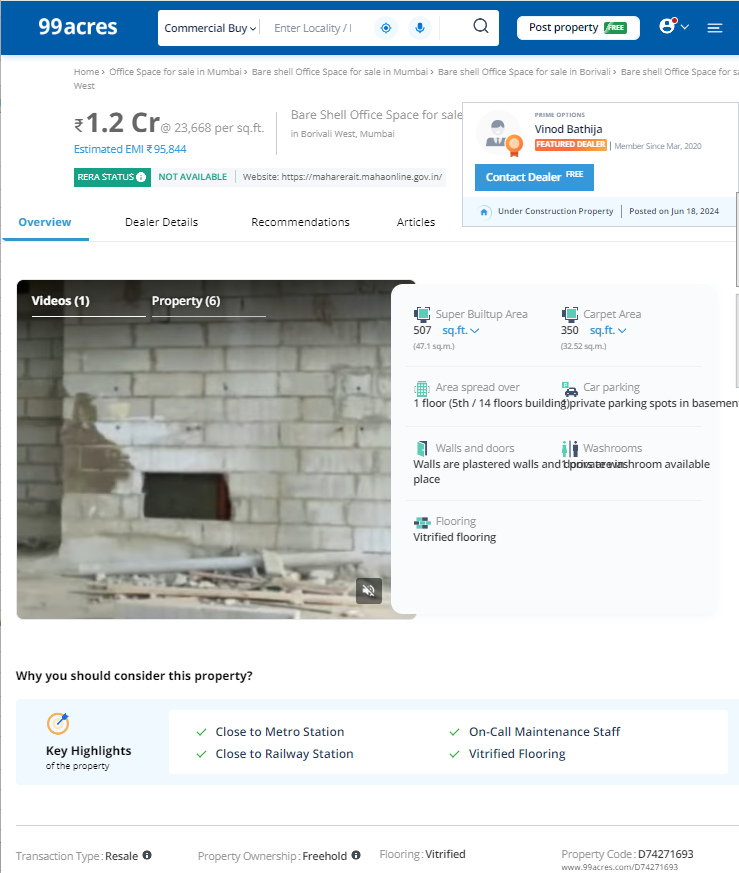 99acres
Commercial Buy
Enter Locality / l
Post property FREE
Home › Office Space for sale in Mumbai › Bare shell Office Space for sale in Mumbai › Bare shell Office Space for sale in Borivali › Bare shell Office Space for sa
West
₹1.2 Cr @ 23,668 per sq.ft.
Estimated EMI ₹95,844
Bare Shell Office Space for sale
in Borivali West, Mumbai
PRIME OPTIONS
Vinod Bathija
FEATURED DEALER | Member Since Mar, 2020
Contact Dealer FREE
Under Construction Property | Posted on Jun 18, 2024
RERA STATUS NOT AVAILABLE | Website: https://maharerait.mahaonline.gov.in/
Overview
Dealer Details
Recommendations
Articles
Videos (1)
Property (6)
Super Builtup Area
507 sq.ft.
(47.1 sq.m.)
Carpet Area
350 sq.ft.
(32.52 sq.m.)
Area spread over
1 floor (5th / 14 floors building)
Car parking
private parking spots in basemen
Walls and doors
Walls are plastered walls and doors are in
place
Washrooms
1 private washroom available
Flooring
Vitrified flooring
Why you should consider this property?
Key Highlights
of the property
Close to Metro Station
On-Call Maintenance Staff
Close to Railway Station
Vitrified Flooring
Transaction Type : Resale
Property Ownership : Freehold
Flooring : Vitrified
Property Code : D74271693
www.99acres.com/D74271693